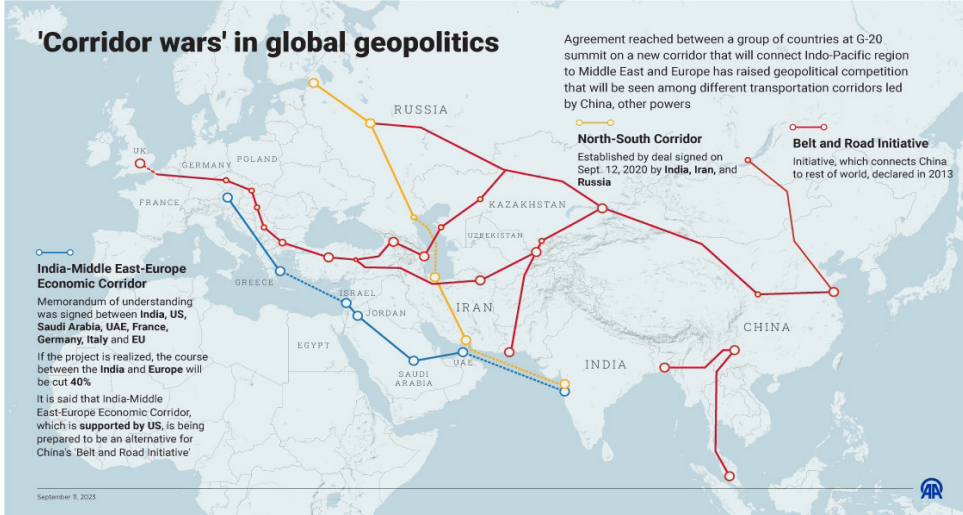 'Corridor wars' in global geopolitics
Agreement reached between a group of countries at G-20
summit on a new corridor that will connect Indo-Pacific region
to Middle East and Europe has raised geopolitical competition
that will be seen among different transportation corridors led
by China, other powers
North-South Corridor
Established by deal signed on
Sept. 12, 2020 by India, Iran, and
Russia
Belt and Road Initiative
Initiative, which connects China
to rest of world, declared in 2013
India-Middle East-Europe
Economic Corridor
Memorandum of understanding
was signed between India, US,
Saudi Arabia, UAE, France,
Germany, Italy and EU
If the project is realized, the course
between the India and Europe will
be cut 40%
It is said that India-Middle
East-Europe Economic Corridor,
which is supported by US, is being
prepared to be an alternative for
China's 'Belt and Road Initiative'
RUSSIA
UK
GERMANY
POLAND
FRANCE
KAZAKHSTAN
UZBEKISTAN
GREECE
ISRAEL
JORDAN
IRAN
EGYPT
CHINA
UAE
INDIA
SAUDI
ARABIA
September 11, 2023
AA